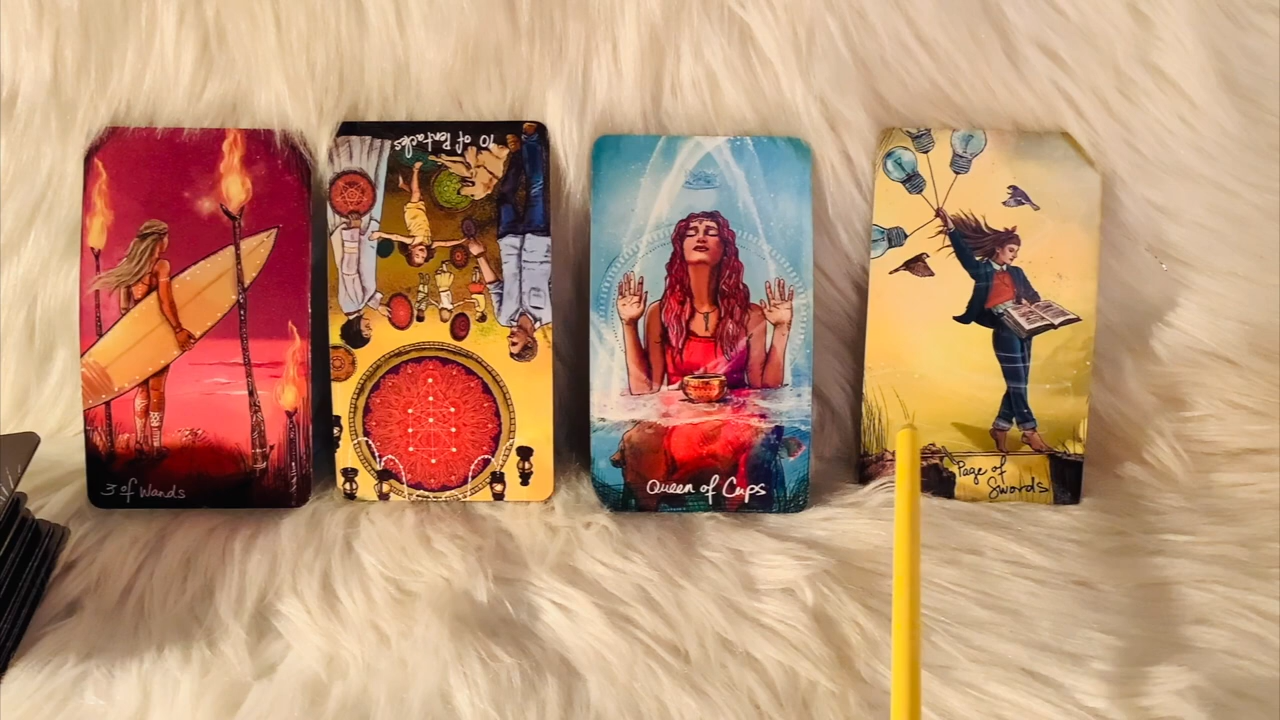 3 of Wands
10 of Pentacles
Queen of Cups
Page of
Swords